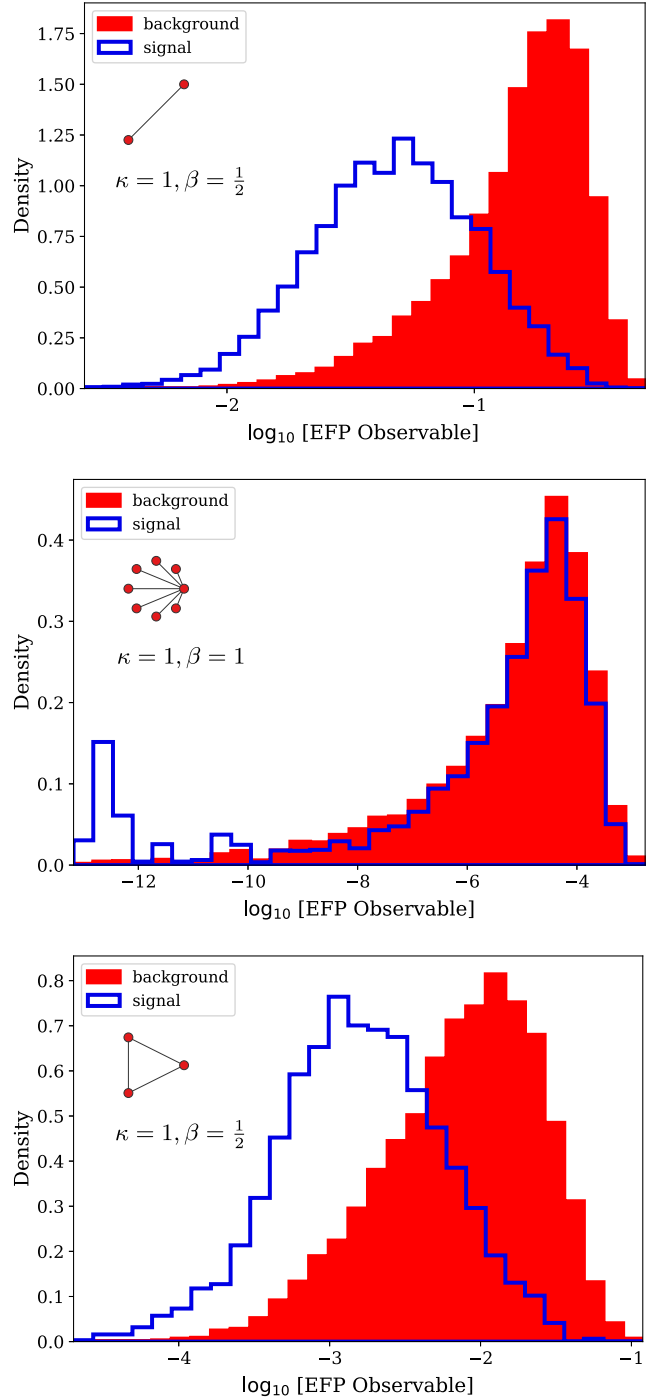 background
signal
κ = 1, β = 1/2
Density
1.75
1.50
1.25
1.00
0.75
0.50
0.25
0.00
−2
−1
log₁₀ [EFP Observable]
background
signal
κ = 1, β = 1
Density
0.4
0.3
0.2
0.1
0.0
−12
−10
−8
−6
−4
log₁₀ [EFP Observable]
background
signal
κ = 1, β = 1/2
Density
0.8
0.7
0.6
0.5
0.4
0.3
0.2
0.1
0.0
−4
−3
−2
−1
log₁₀ [EFP Observable]